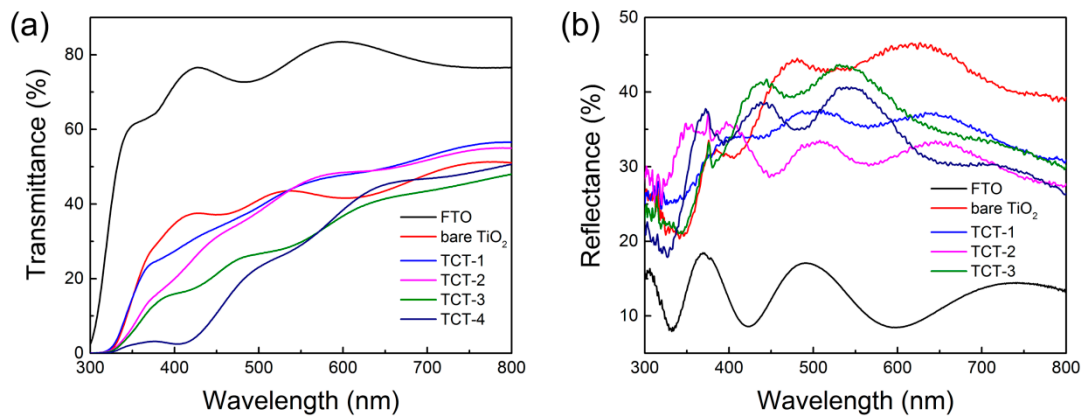 (a)
Transmittance (%)
80
60
40
20
0
FTO
bare TiO₂
TCT-1
TCT-2
TCT-3
TCT-4
300 400 500 600 700 800
Wavelength (nm)
(b)
Reflectance (%)
50
40
30
20
10
FTO
bare TiO₂
TCT-1
TCT-2
TCT-3
300 400 500 600 700 800
Wavelength (nm)